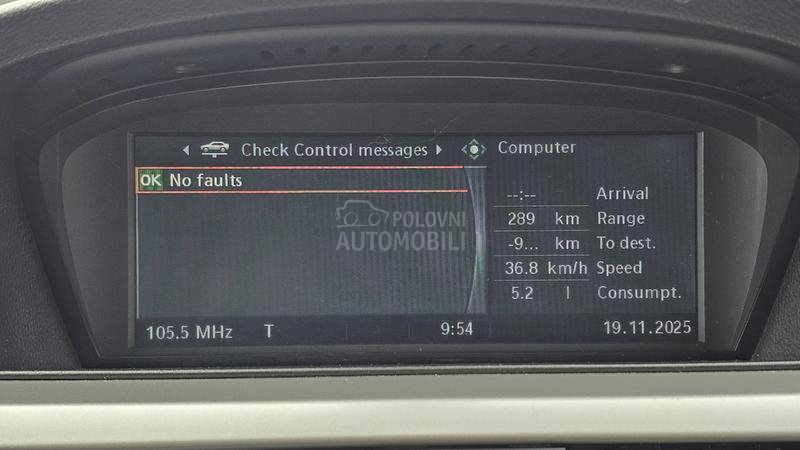 Check Control messages
Computer
OK No faults
--:-- Arrival
289 km Range
-9... km To dest.
36.8 km/h Speed
5.2 l Consumpt.
POLOVNI
AUTOMOBILI
105.5 MHz T 9:54 19.11.2025